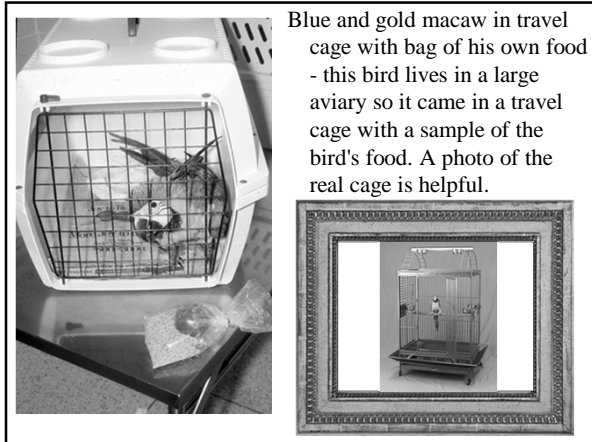 Blue and gold macaw in travel
cage with bag of his own food
- this bird lives in a large
aviary so it came in a travel
cage with a sample of the
bird's food. A photo of the
real cage is helpful.